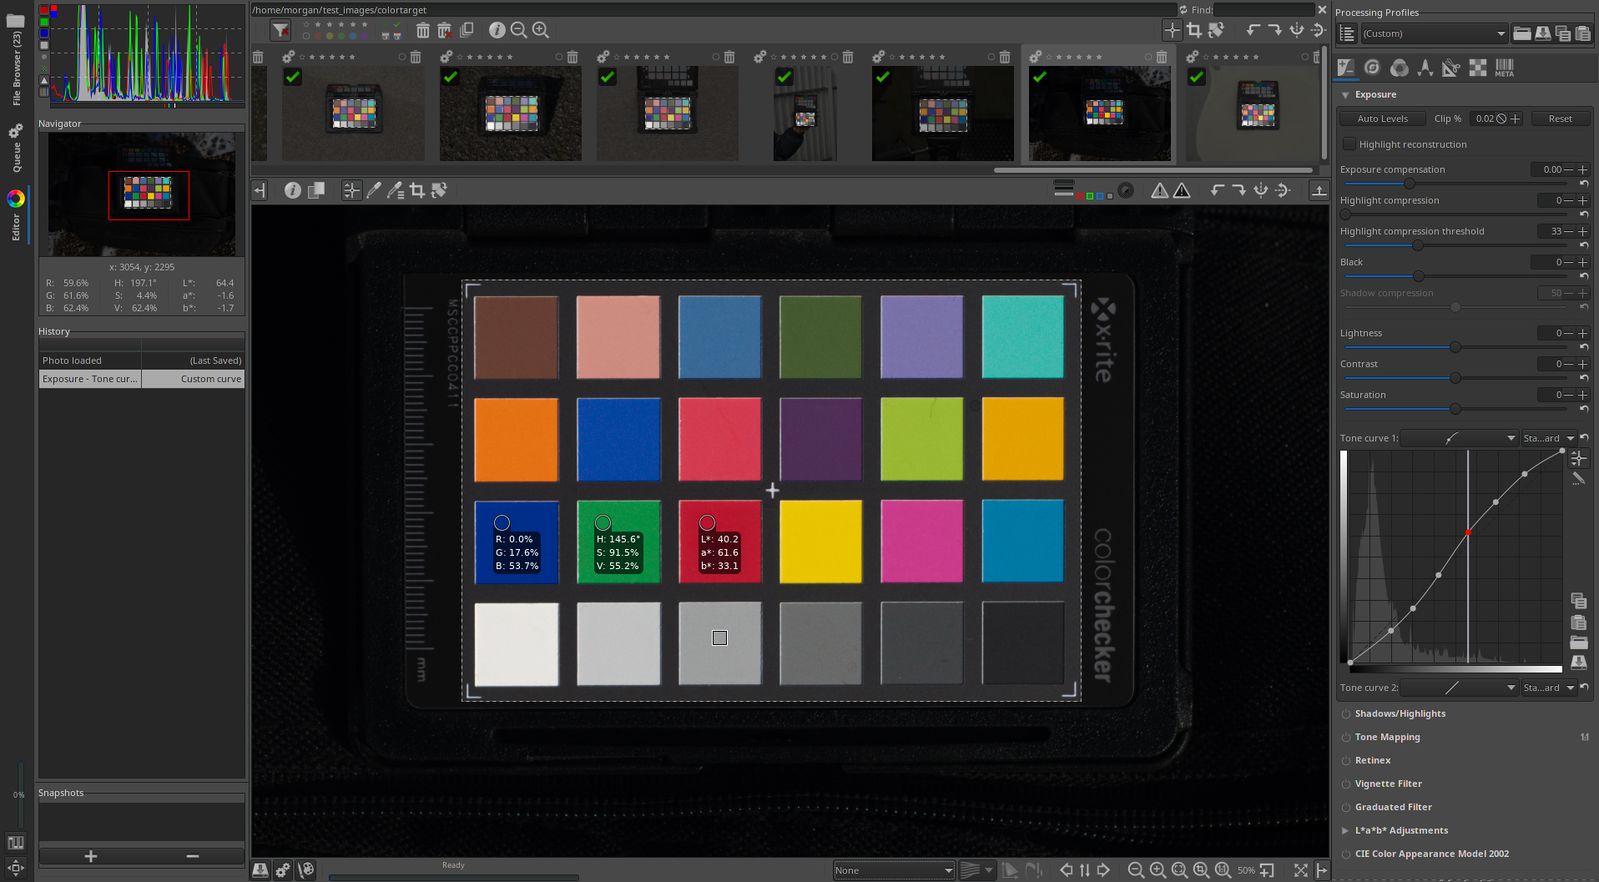 /home/morgan/test_images/colortarget
Find:
File Browser (23)
Queue
Editor
0%
Navigator
x: 3054, y: 2295
R: 59.6% H: 197.1° L*: 64.4
G: 61.6% S: 4.4% a*: -1.6
B: 62.4% V: 62.4% b*: -1.7
History
Photo loaded (Last Saved)
Exposure - Tone cur... Custom curve
Snapshots
MSCCPPCC0411
mm
x-rite
colorchecker
R: 0.0%
G: 17.6%
B: 53.7%
H: 145.6°
S: 91.5%
V: 55.2%
L*: 40.2
a*: 61.6
b*: 33.1
Ready
None
50%
Processing Profiles
(Custom)
META
Exposure
Auto Levels Clip % 0.02 Reset
Highlight reconstruction
Exposure compensation 0.00
Highlight compression 0
Highlight compression threshold 33
Black 0
Shadow compression 50
Lightness 0
Contrast 0
Saturation 0
Tone curve 1: Sta...ard
Tone curve 2: Sta...ard
Shadows/Highlights
Tone Mapping 1:1
Retinex
Vignette Filter
Graduated Filter
L*a*b* Adjustments
CIE Color Appearance Model 2002